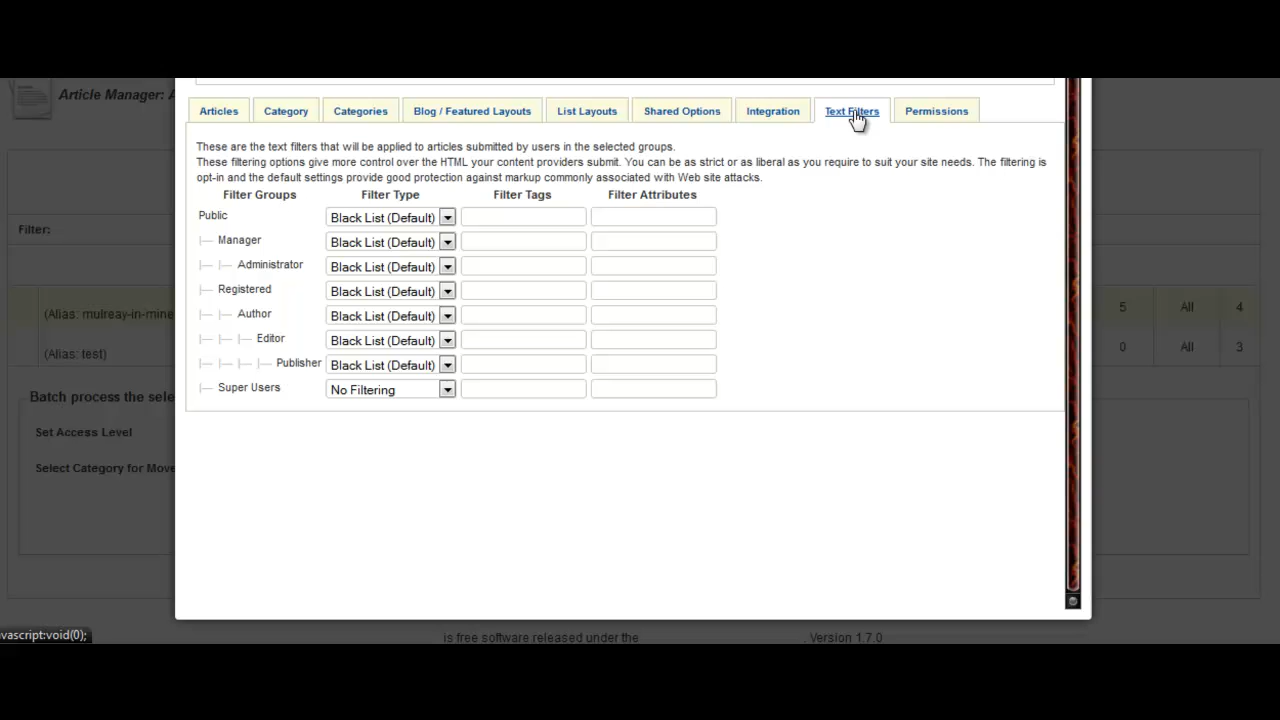 Article Manager: A
Articles
Category
Categories
Blog / Featured Layouts
List Layouts
Shared Options
Integration
Text Filters
Permissions
These are the text filters that will be applied to articles submitted by users in the selected groups.
These filtering options give more control over the HTML your content providers submit. You can be as strict or as liberal as you require to suit your site needs. The filtering is
opt-in and the default settings provide good protection against markup commonly associated with Web site attacks.
Filter Groups Filter Type Filter Tags Filter Attributes
Public Black List (Default)
Manager Black List (Default)
Administrator Black List (Default)
Registered Black List (Default)
Author Black List (Default)
Editor Black List (Default)
Publisher Black List (Default)
Super Users No Filtering
Filter:
(Alias: mulreay-in-mine
5 All 4
(Alias: test)
0 All 3
Batch process the sele
Set Access Level
Select Category for Move
avascript:void(0);
is free software released under the
. Version 1.7.0